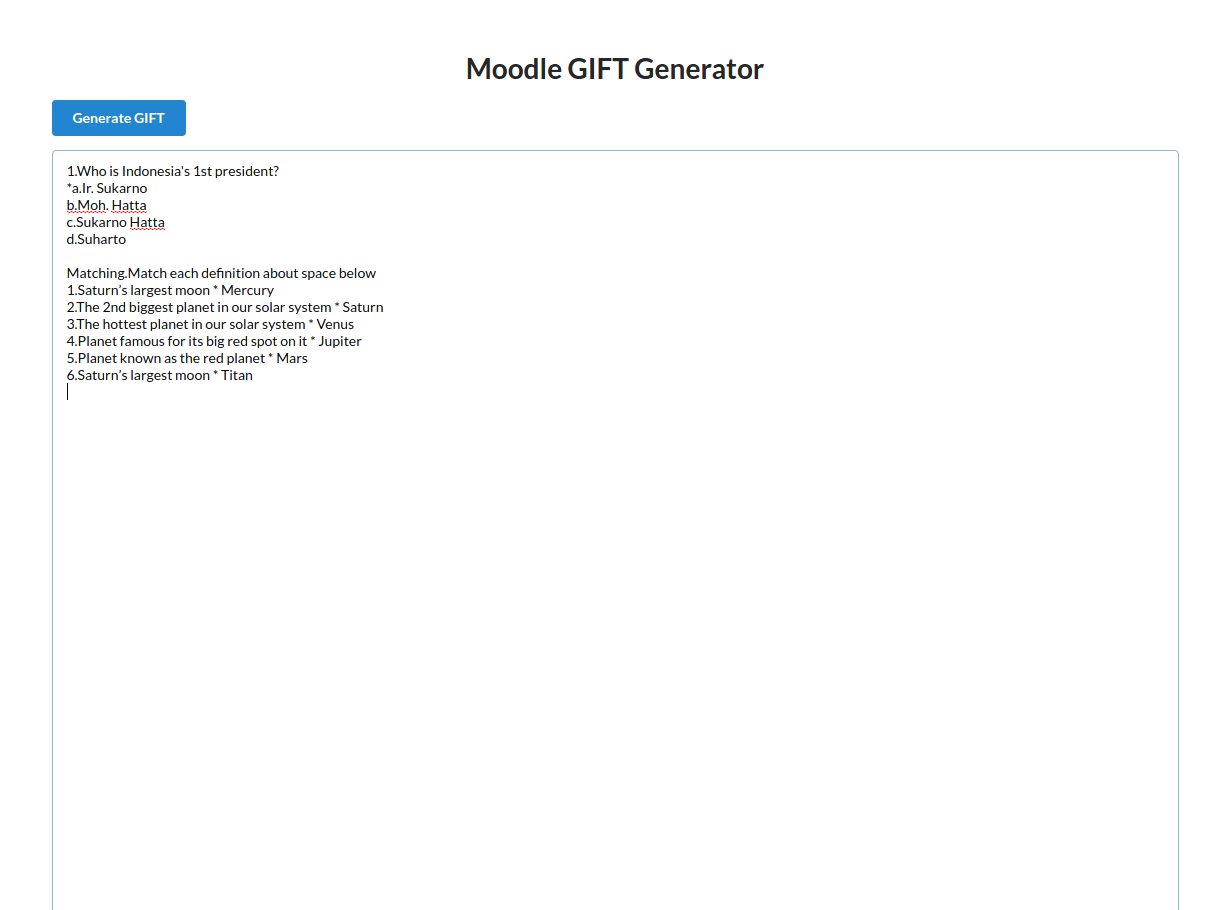 Moodle GIFT Generator
Generate GIFT
1.Who is Indonesia's 1st president?
*a.Ir. Sukarno
b.Moh. Hatta
c.Sukarno Hatta
d.Suharto
Matching.Match each definition about space below
1.Saturn’s largest moon * Mercury
2.The 2nd biggest planet in our solar system * Saturn
3.The hottest planet in our solar system * Venus
4.Planet famous for its big red spot on it * Jupiter
5.Planet known as the red planet * Mars
6.Saturn’s largest moon * Titan